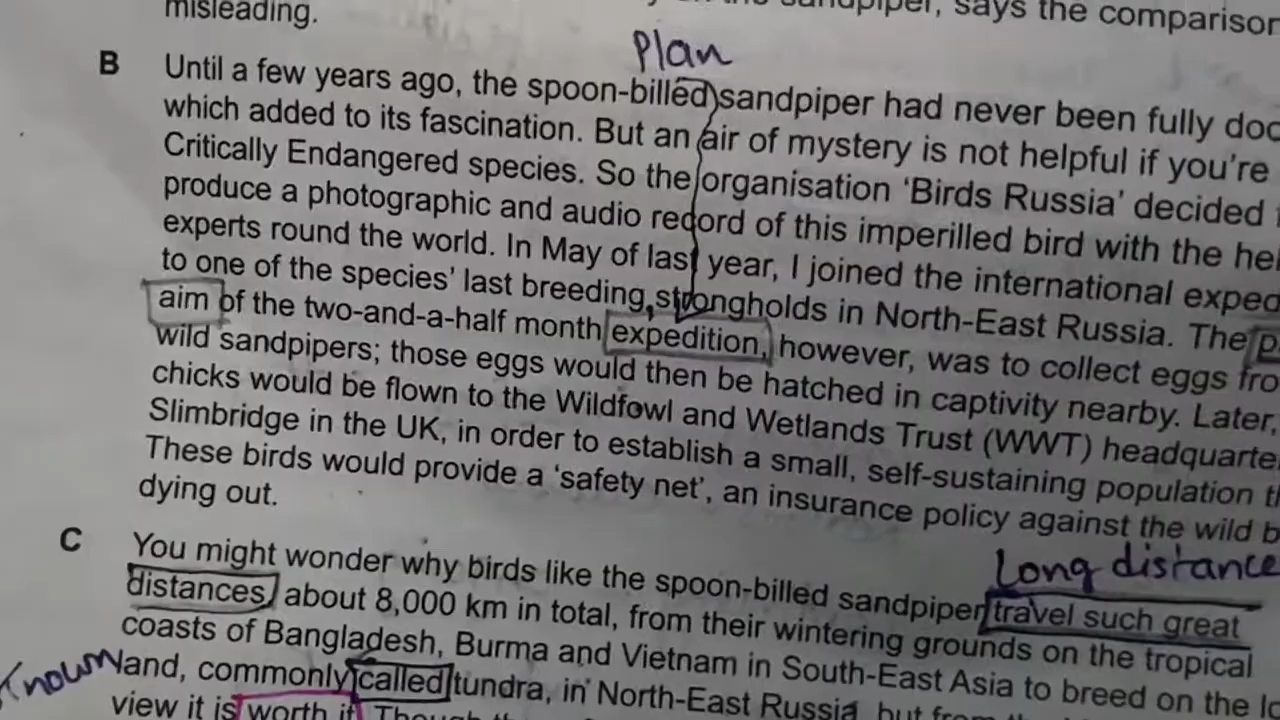 sandpiper, says the comparison
misleading.
Plan
B Until a few years ago, the spoon-billed sandpiper had never been fully doc
which added to its fascination. But an air of mystery is not helpful if you're
Critically Endangered species. So the organisation 'Birds Russia' decided
produce a photographic and audio record of this imperilled bird with the hel
experts round the world. In May of last year, I joined the international exped
to one of the species' last breeding strongholds in North-East Russia. The p
aim of the two-and-a-half month expedition, however, was to collect eggs fro
wild sandpipers; those eggs would then be hatched in captivity nearby. Later,
chicks would be flown to the Wildfowl and Wetlands Trust (WWT) headquarte
Slimbridge in the UK, in order to establish a small, self-sustaining population th
These birds would provide a 'safety net', an insurance policy against the wild b
dying out.
Long distance
C You might wonder why birds like the spoon-billed sandpiper travel such great
distances, about 8,000 km in total, from their wintering grounds on the tropical
coasts of Bangladesh, Burma and Vietnam in South-East Asia to breed on the lo
Known land, commonly called tundra, in North-East Russia, but from
view it is worth it.